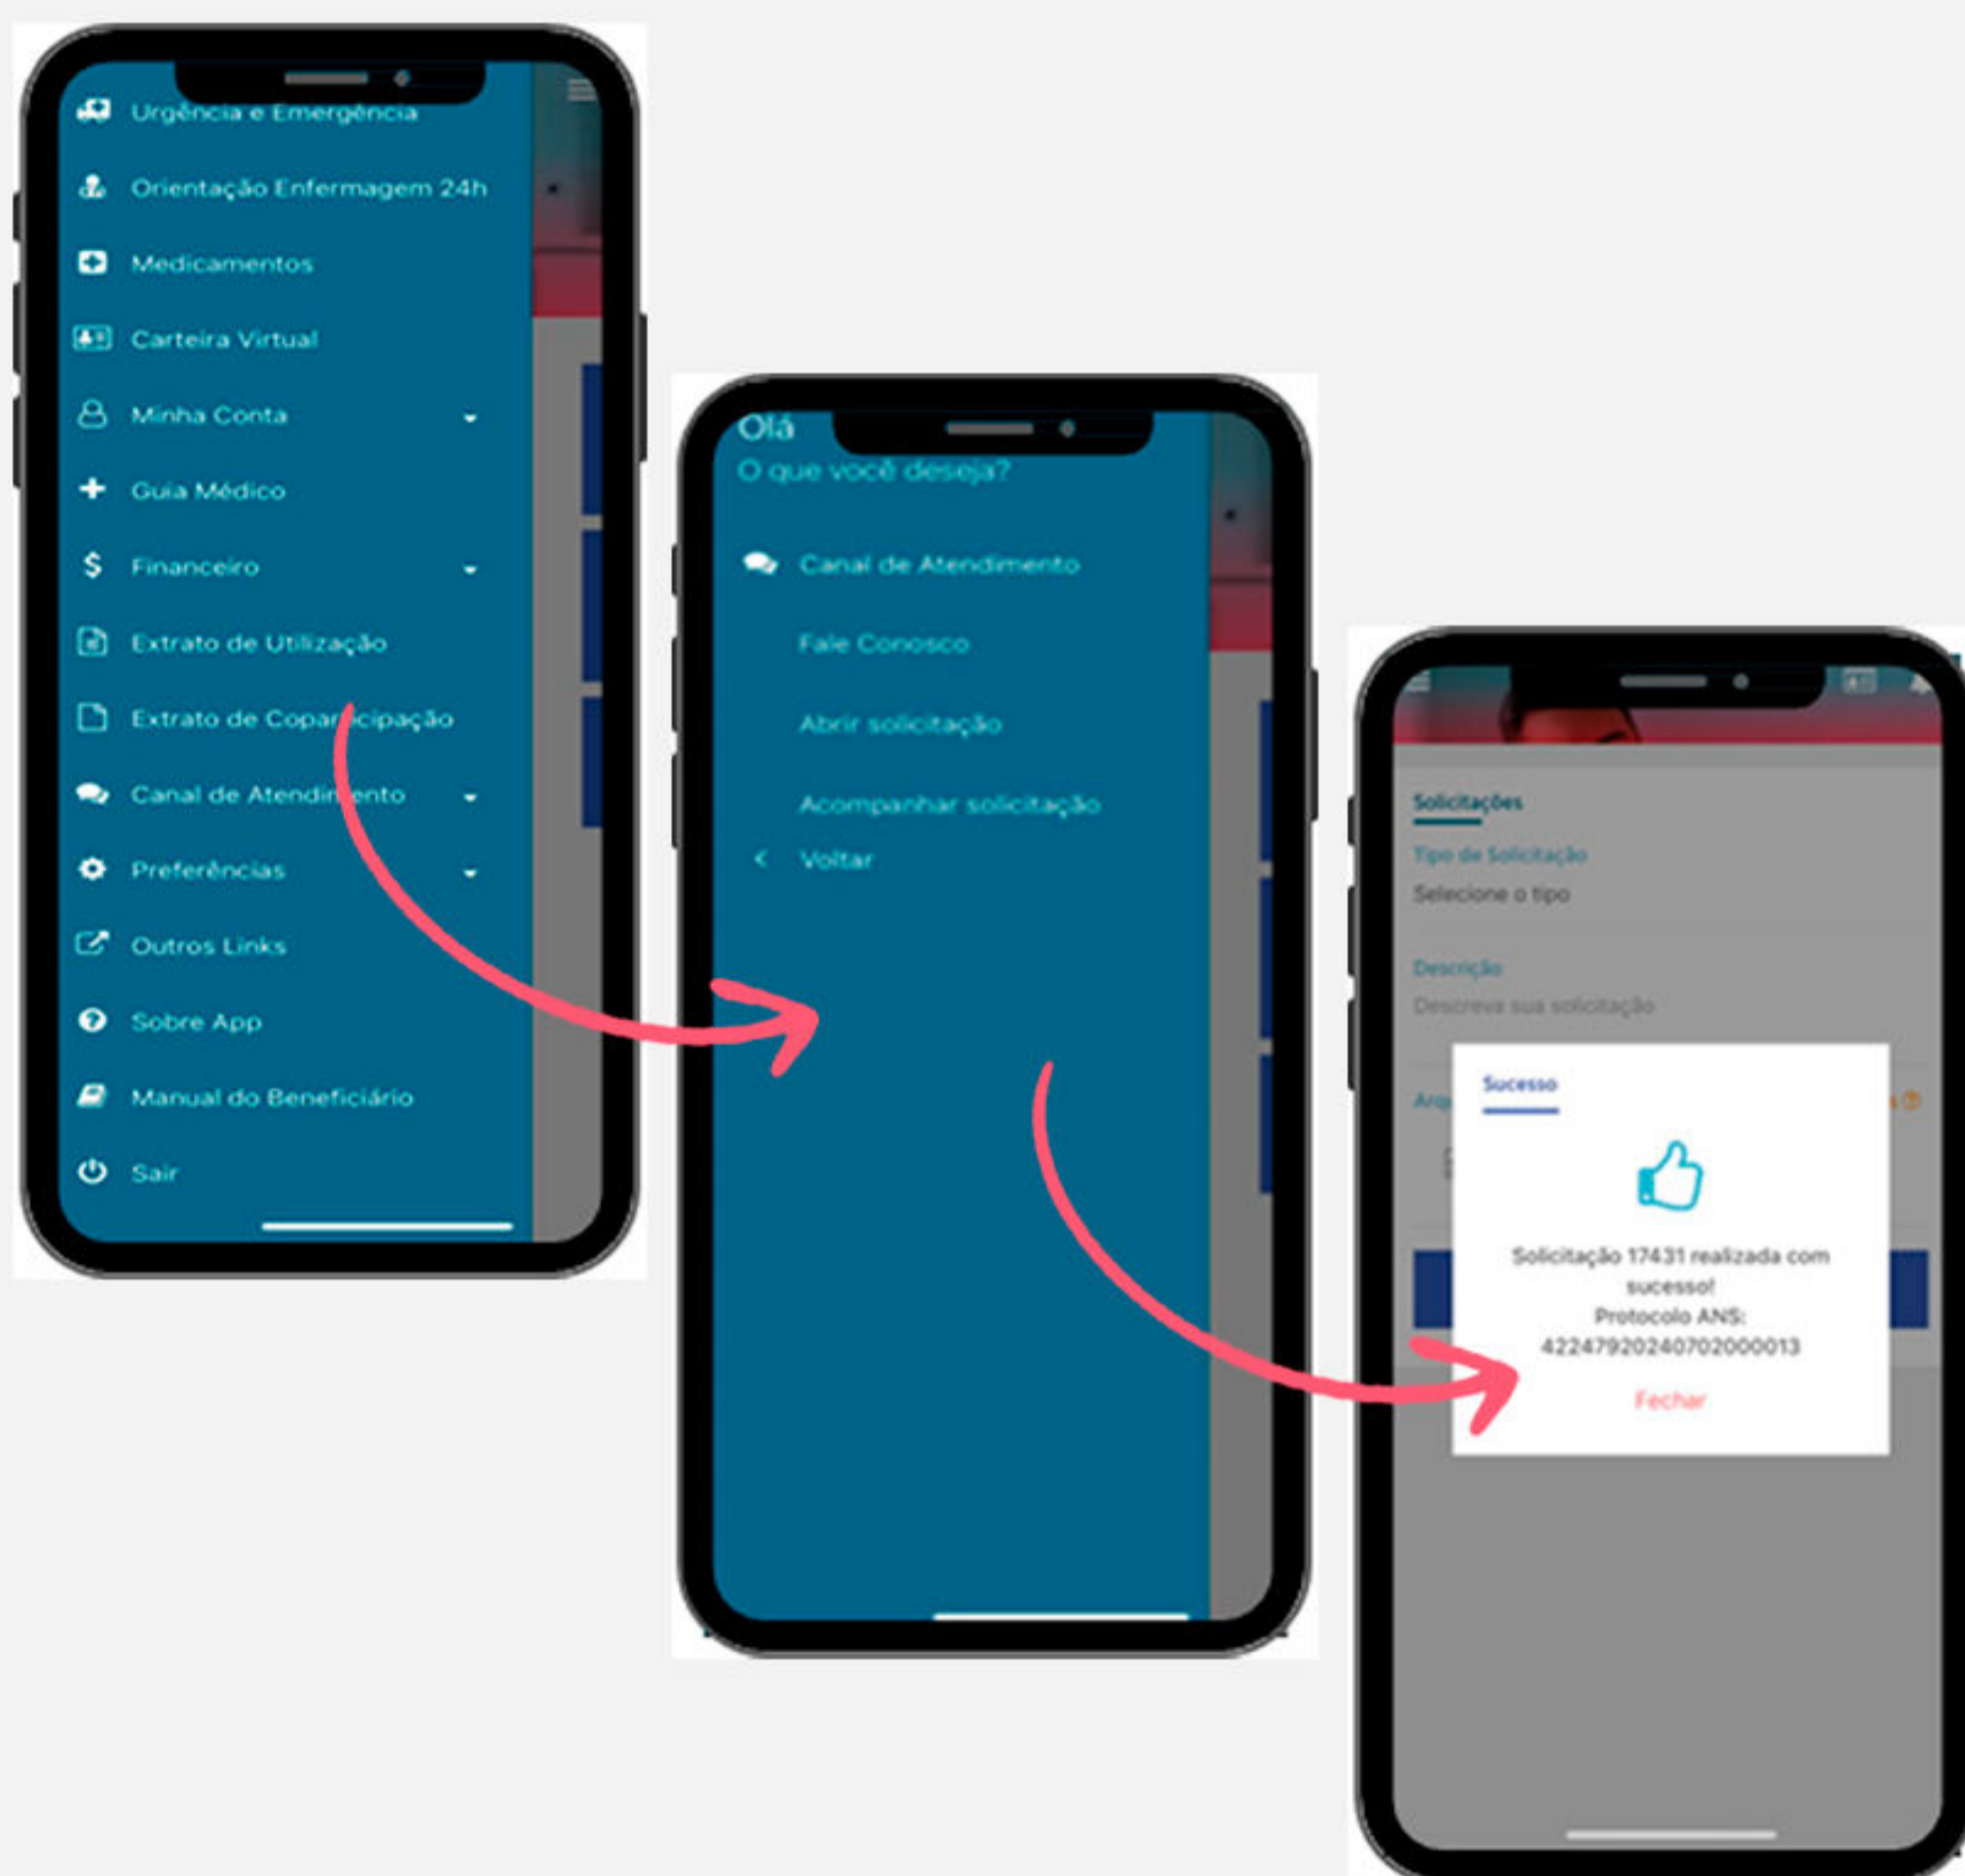 Urgência e Emergência
Orientação Enfermagem 24h
Medicamentos
Carteira Virtual
Minha Conta
Guia Médico
Financeiro
Extrato de Utilização
Extrato de Coparticipação
Canal de Atendimento
Preferências
Outros Links
Sobre App
Manual do Beneficiário
Sair
Olá
O que você deseja?
Canal de Atendimento
Fale Conosco
Abrir solicitação
Acompanhar solicitação
Voltar
Solicitações
Tipo de Solicitação
Selecione o tipo
Descrição
Descreva sua solicitação
Sucesso
Solicitação 17431 realizada com
sucesso!
Protocolo ANS:
42247920240702000013
Fechar